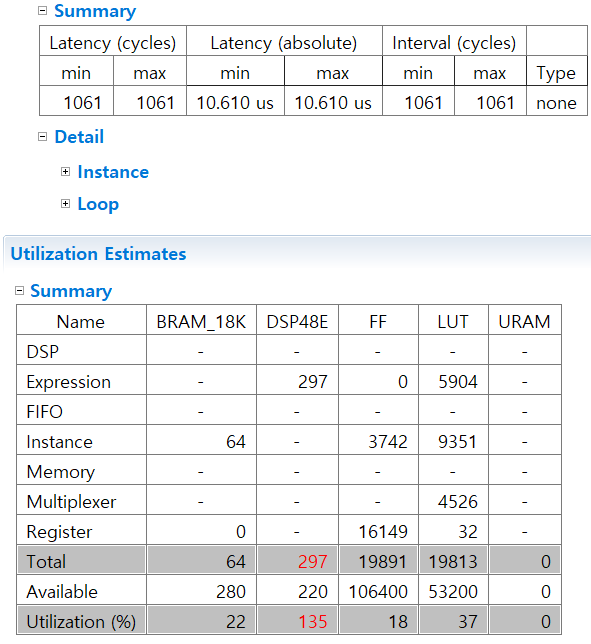 Summary
Latency (cycles) Latency (absolute) Interval (cycles)
min max min max min max Type
1061 1061 10.610 us 10.610 us 1061 1061 none
Detail
Instance
Loop
Utilization Estimates
Summary
Name BRAM_18K DSP48E FF LUT URAM
DSP - - - - -
Expression - 297 0 5904 -
FIFO - - - - -
Instance 64 - 3742 9351 -
Memory - - - - -
Multiplexer - - - 4526 -
Register 0 - 16149 32 -
Total 64 297 19891 19813 0
Available 280 220 106400 53200 0
Utilization (%) 22 135 18 37 0